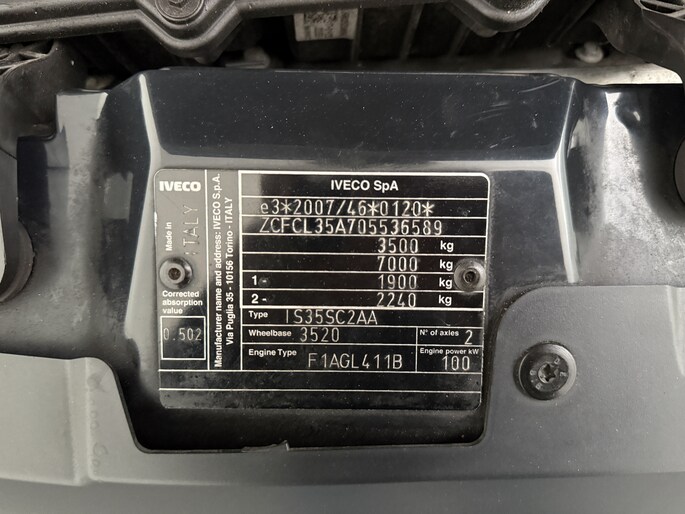 IVECO
Made in
ITALY
Corrected
absorption
value
0.502
Manufacturer name and address: IVECO S.p.A.
Via Puglia 35 - 10156 Torino - ITALY
IVECO SpA
e3*2007/46*0120*
ZCFCL35A705536589
3500 kg
7000 kg
1- 1900 kg
2- 2240 kg
Type IS35SC2AA
Wheelbase 3520 N° of axles 2
Engine Type F1AGL411B Engine power kW 100